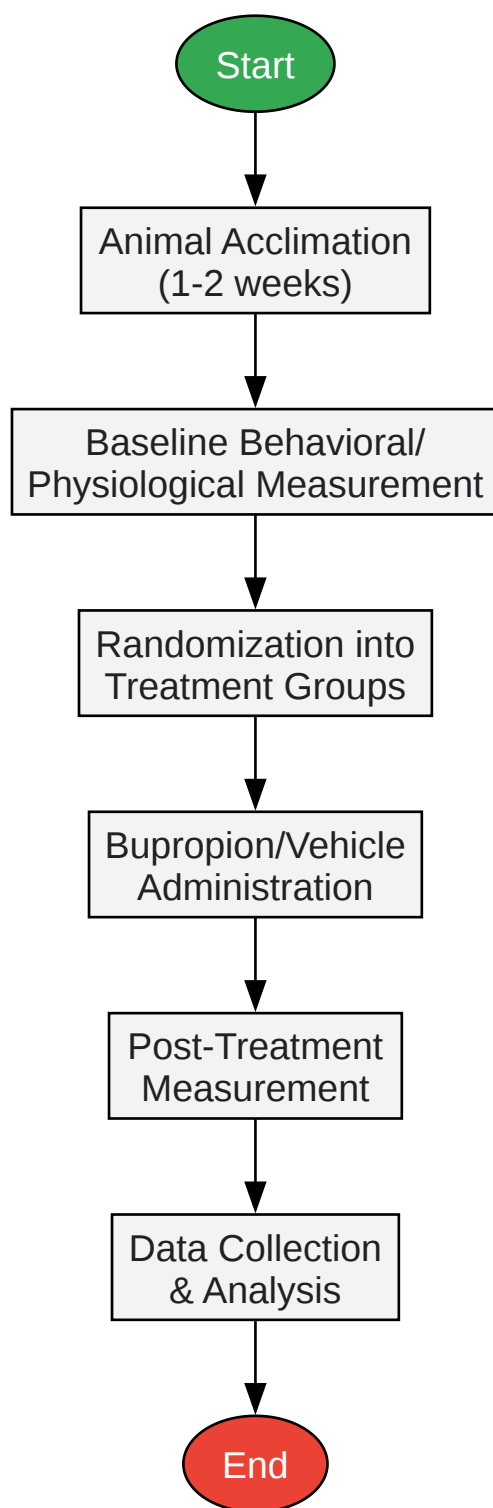 Start
Animal Acclimation
(1-2 weeks)
Baseline Behavioral/
Physiological Measurement
Randomization into
Treatment Groups
Bupropion/Vehicle
Administration
Post-Treatment
Measurement
Data Collection
& Analysis
End